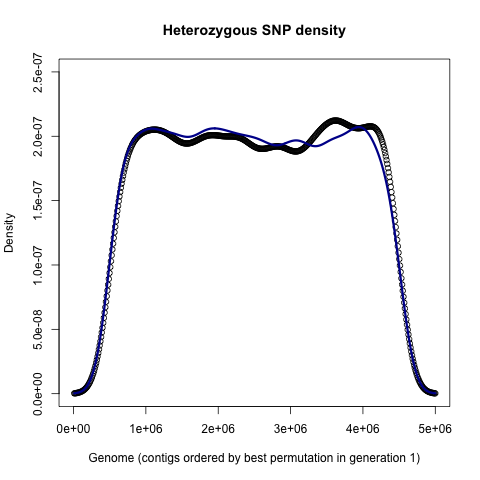 Heterozygous SNP density
2.5e-07
2.0e-07
1.5e-07
1.0e-07
5.0e-08
0.0e+00
Density
0e+00 1e+06 2e+06 3e+06 4e+06 5e+06
Genome (contigs ordered by best permutation in generation 1)